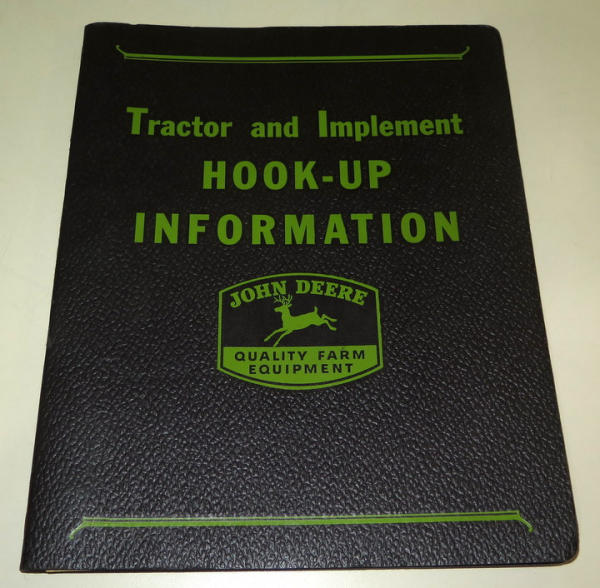 Tractor and Implement
HOOK-UP
INFORMATION
JOHN DEERE
QUALITY FARM
EQUIPMENT